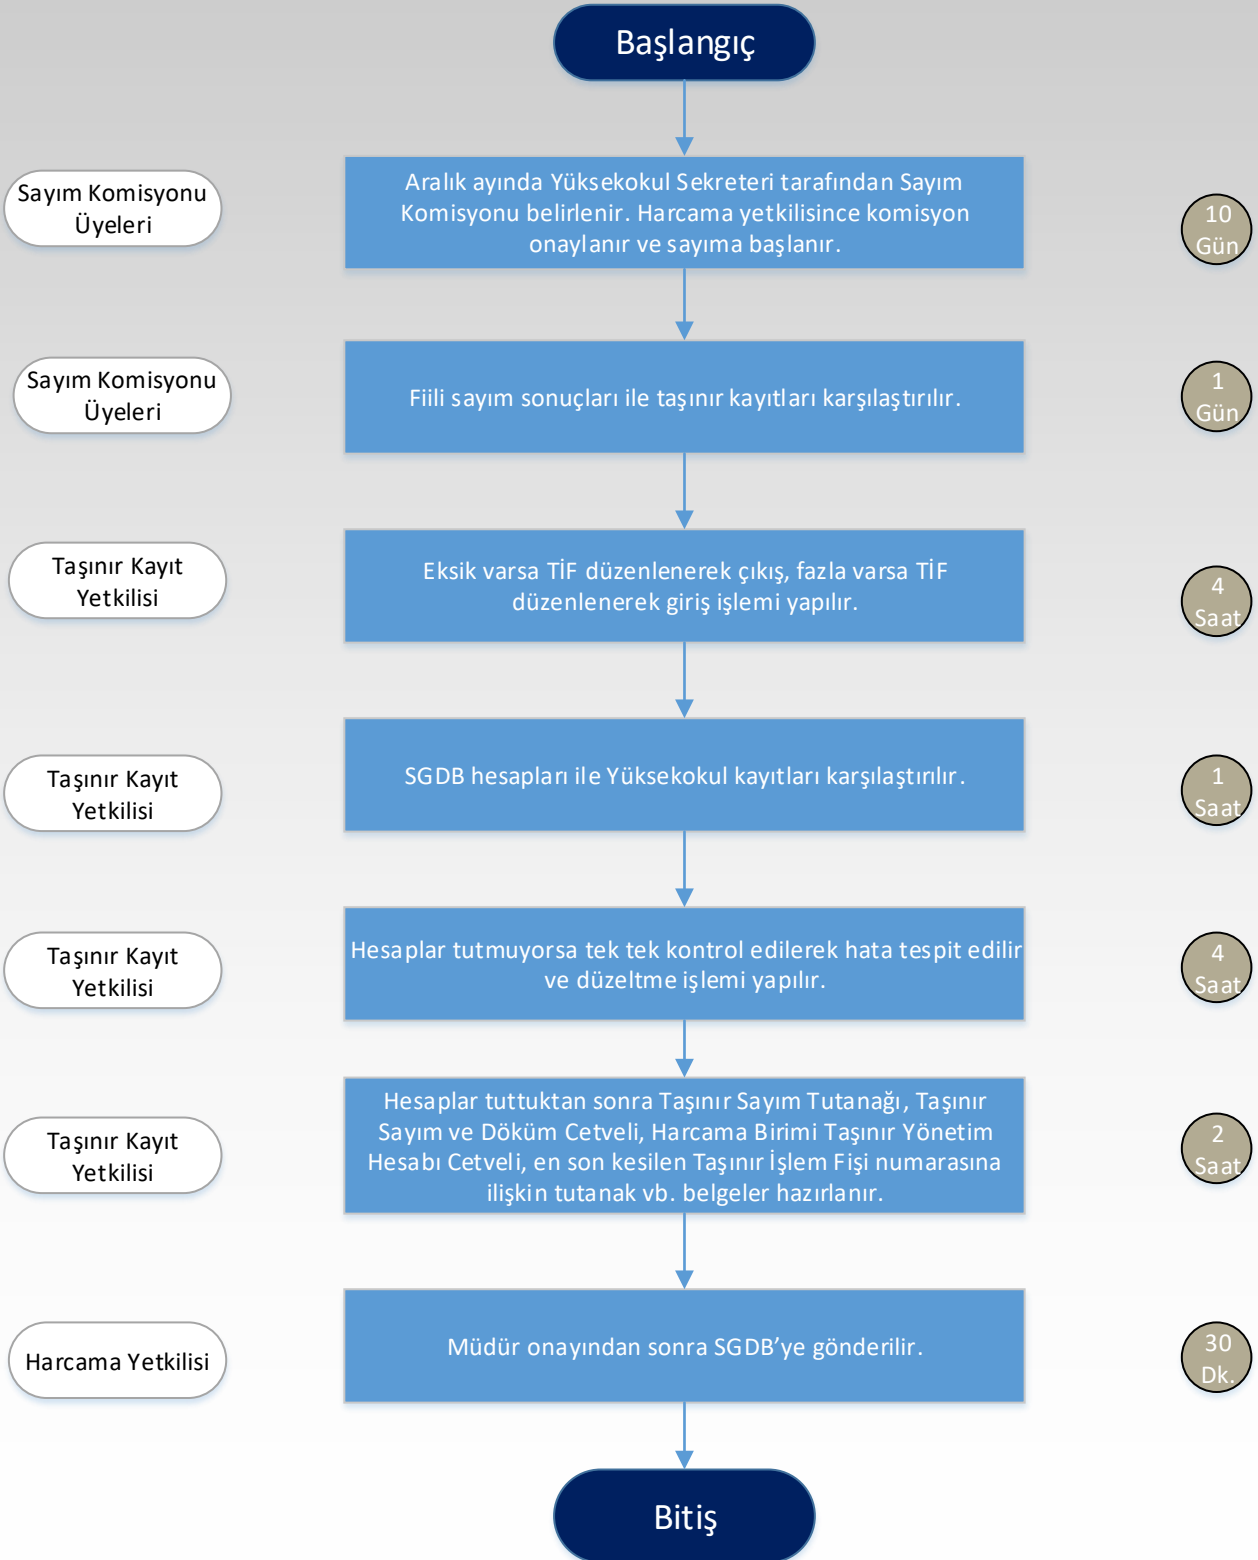 Başlangıç
Sayım Komisyonu
Üyeleri
Aralık ayında Yüksekokul Sekreteri tarafından Sayım
Komisyonu belirlenir. Harcama yetkilisince komisyon
onaylanır ve sayıma başlanır.
10
Gün
Sayım Komisyonu
Üyeleri
Fiili sayım sonuçları ile taşınır kayıtları karşılaştırılır.
1
Gün
Taşınır Kayıt
Yetkilisi
Eksik varsa TİF düzenlenerek çıkış, fazla varsa TİF
düzenlenerek giriş işlemi yapılır.
4
Saat
Taşınır Kayıt
Yetkilisi
SGDB hesapları ile Yüksekokul kayıtları karşılaştırılır.
1
Saat
Taşınır Kayıt
Yetkilisi
Hesaplar tutmuyorsa tek tek kontrol edilerek hata tespit edilir
ve düzeltme işlemi yapılır.
4
Saat
Taşınır Kayıt
Yetkilisi
Hesaplar tuttuktan sonra Taşınır Sayım Tutanağı, Taşınır
Sayım ve Döküm Cetveli, Harcama Birimi Taşınır Yönetim
Hesabı Cetveli, en son kesilen Taşınır İşlem Fişi numarasına
ilişkin tutanak vb. belgeler hazırlanır.
2
Saat
Harcama Yetkilisi
Müdür onayından sonra SGDB’ye gönderilir.
30
Dk.
Bitiş